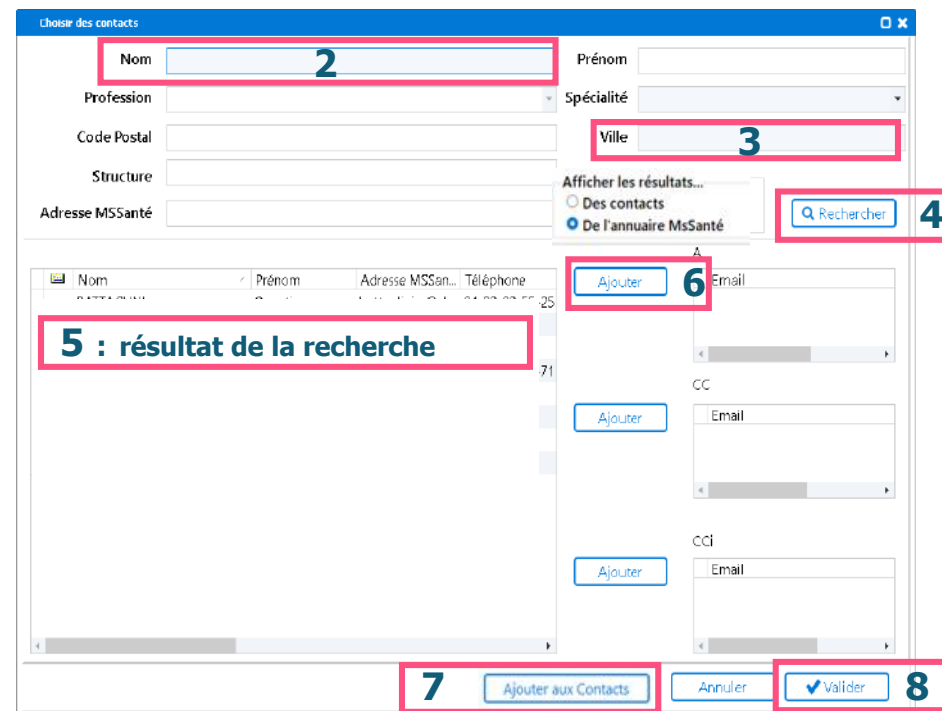 Choisir des contacts
Nom 2 Prénom
Profession Spécialité
Code Postal Ville 3
Structure
Afficher les résultats...
Des contacts
Adresse MSSanté De l'annuaire MsSanté Rechercher 4
A
Nom Prénom Adresse MSSan... Téléphone Ajouter 6 Email
5 : résultat de la recherche
CC
Ajouter Email
CCi
Ajouter Email
7 Ajouter aux Contacts Annuler Valider 8